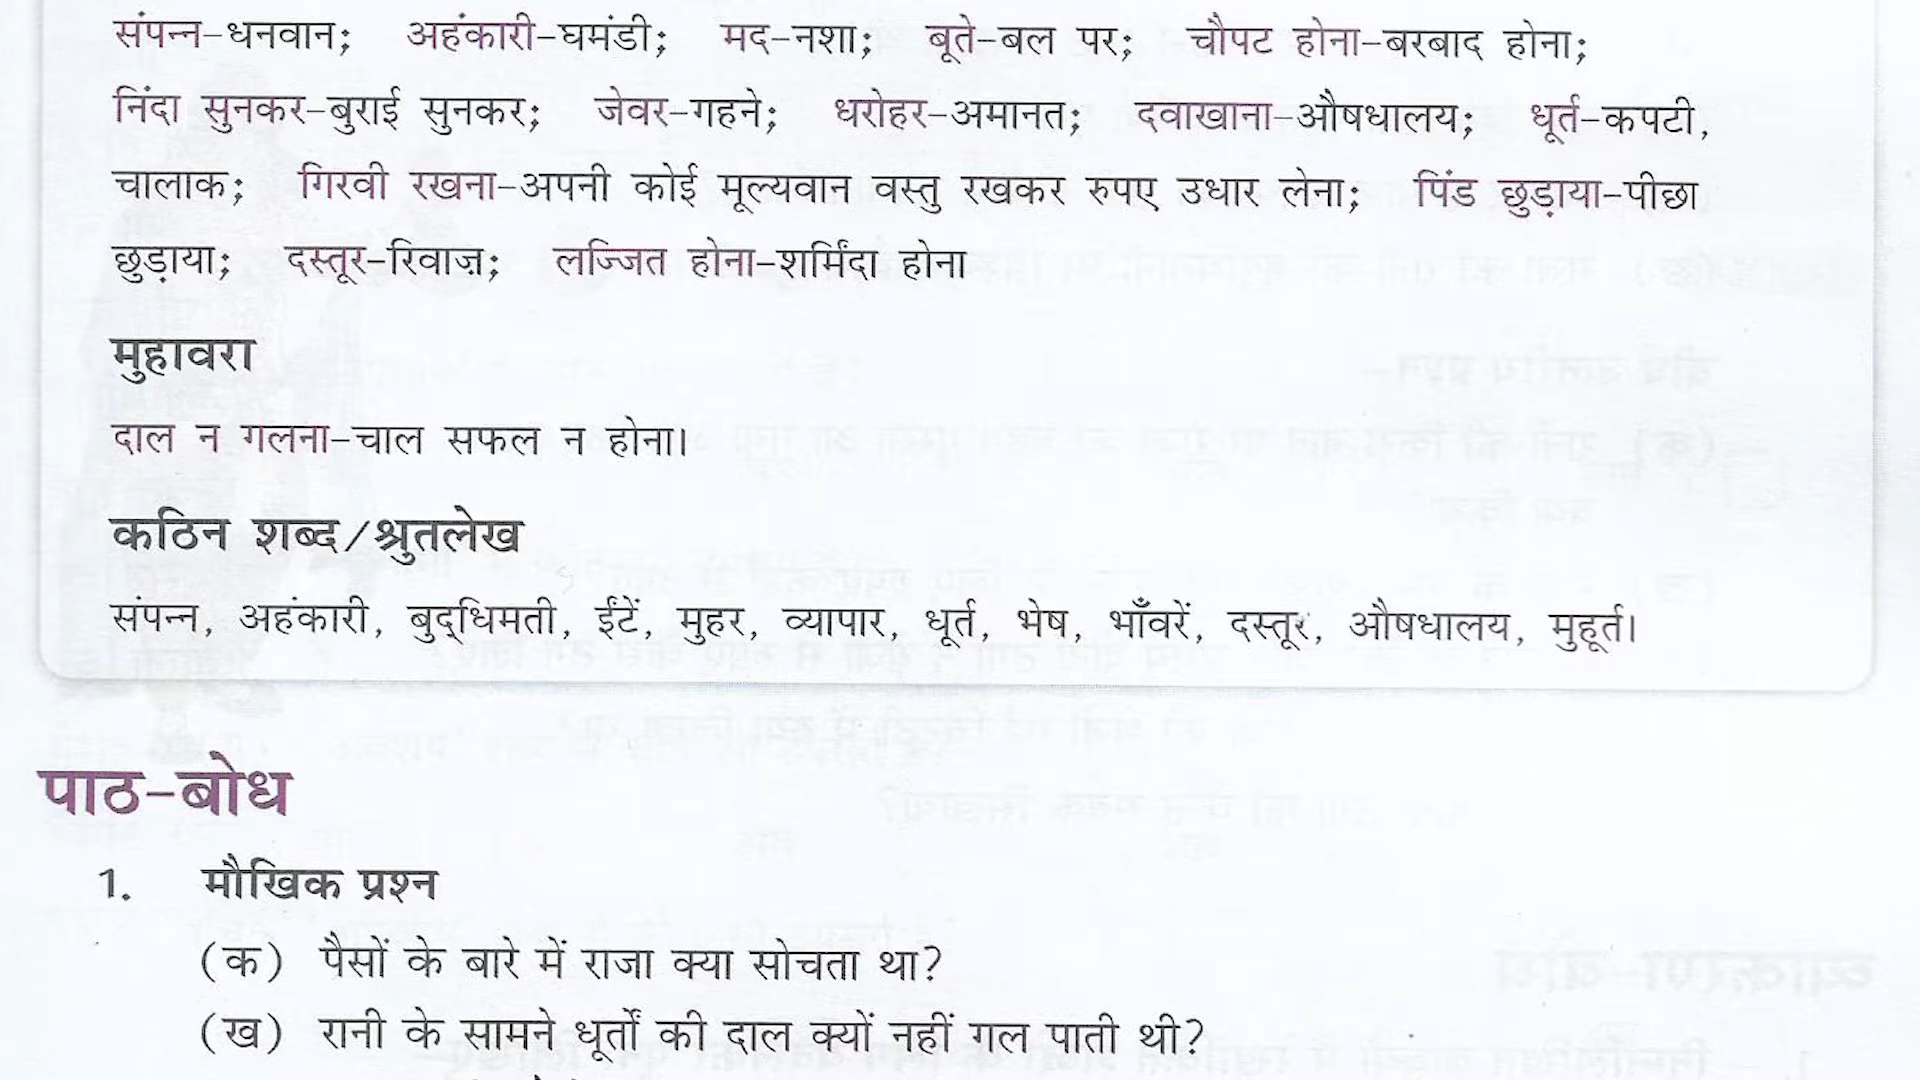 संपन्न-धनवान; अहंकारी-घमंडी; मद-नशा; बूते-बल पर; चौपट होना-बरबाद होना;
निंदा सुनकर-बुराई सुनकर; जेवर-गहने; धरोहर-अमानत; दवाखाना-औषधालय; धूर्त-कपटी,
चालाक; गिरवी रखना-अपनी कोई मूल्यवान वस्तु रखकर रुपए उधार लेना; पिंड छुड़ाया-पीछा
छुड़ाया; दस्तूर-रिवाज़; लज्जित होना-शर्मिंदा होना
मुहावरा
दाल न गलना-चाल सफल न होना।
कठिन शब्द/श्रुतलेख
संपन्न, अहंकारी, बुद्‌धिमती, ईंटें, मुहर, व्यापार, धूर्त, भेष, भाँवरें, दस्तूर, औषधालय, मुहूर्त।
पाठ-बोध
1. मौखिक प्रश्न
(क) पैसों के बारे में राजा क्या सोचता था?
(ख) रानी के सामने धूर्तों की दाल क्यों नहीं गल पाती थी?